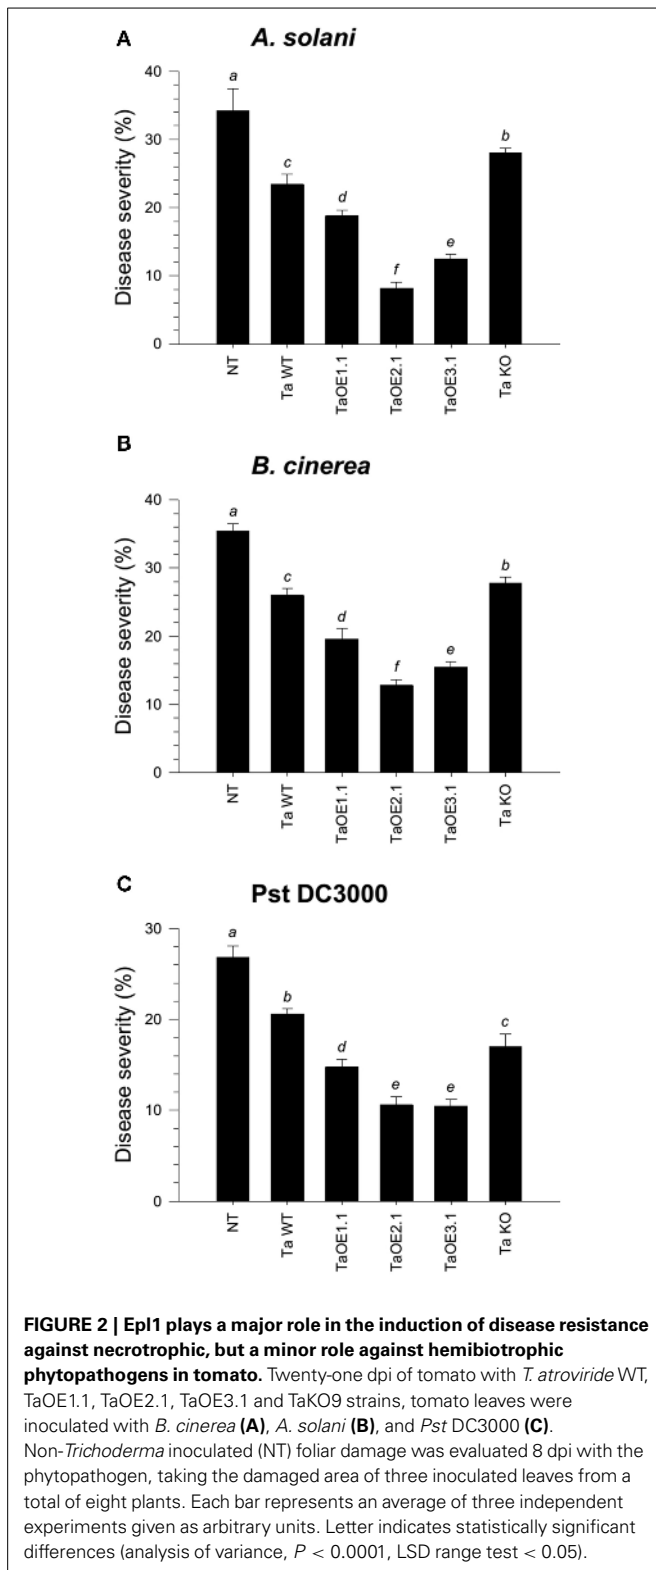 A
A. solani
Disease severity (%)
40
30
20
10
0
a
c
d
f
e
b
NT
Ta WT
TaOE1.1
TaOE2.1
TaOE3.1
Ta KO
B
B. cinerea
Disease severity (%)
40
30
20
10
0
a
c
d
f
e
b
NT
Ta WT
TaOE1.1
TaOE2.1
TaOE3.1
Ta KO
C
Pst DC3000
Disease severity (%)
30
20
10
0
a
b
d
e
e
c
NT
Ta WT
TaOE1.1
TaOE2.1
TaOE3.1
Ta KO
FIGURE 2 | Epl1 plays a major role in the induction of disease resistance
against necrotrophic, but a minor role against hemibiotrophic
phytopathogens in tomato. Twenty-one dpi of tomato with T. atroviride WT,
TaOE1.1, TaOE2.1, TaOE3.1 and TaKO9 strains, tomato leaves were
inoculated with B. cinerea (A), A. solani (B), and Pst DC3000 (C).
Non-Trichoderma inoculated (NT) foliar damage was evaluated 8 dpi with the
phytopathogen, taking the damaged area of three inoculated leaves from a
total of eight plants. Each bar represents an average of three independent
experiments given as arbitrary units. Letter indicates statistically significant
differences (analysis of variance, P < 0.0001, LSD range test < 0.05).